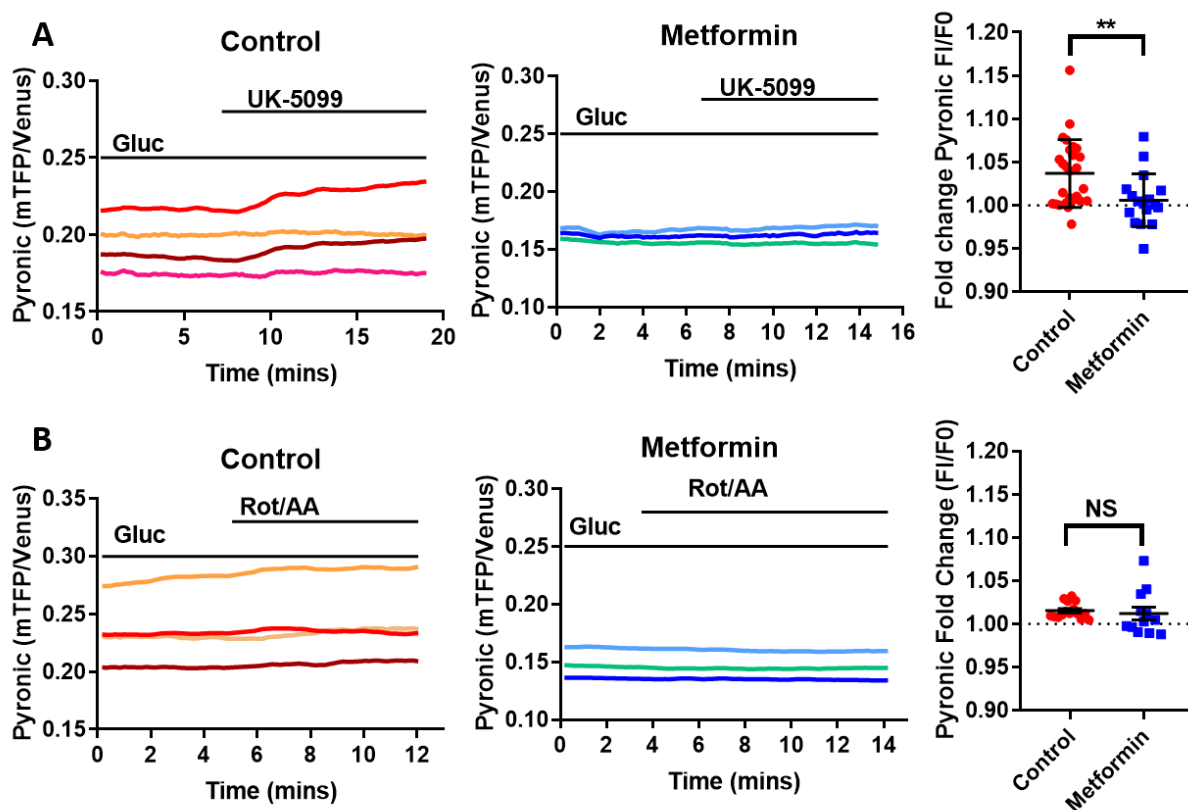 A
Control
Pyronic (mTFP/Venus)
0.30
0.25
0.20
0.15
UK-5099
Gluc
0
5
10
15
20
Time (mins)
Metformin
Pyronic (mTFP/Venus)
0.30
0.25
0.20
0.15
0.10
UK-5099
Gluc
0
2
4
6
8
10
12
14
16
Time (mins)
Fold change Pyronic FI/F0
1.20
1.15
1.10
1.05
1.00
0.95
0.90
**
Control
Metformin
B
Control
Pyronic (mTFP/Venus)
0.35
0.30
0.25
0.20
0.15
Rot/AA
Gluc
0
2
4
6
8
10
12
Time (mins)
Metformin
Pyronic (mTFP/Venus)
0.30
0.25
0.20
0.15
0.10
Rot/AA
Gluc
0
2
4
6
8
10
12
14
Time (mins)
Pyronic Fold Change (FI/F0)
1.20
1.15
1.10
1.05
1.00
0.95
0.90
NS
Control
Metformin